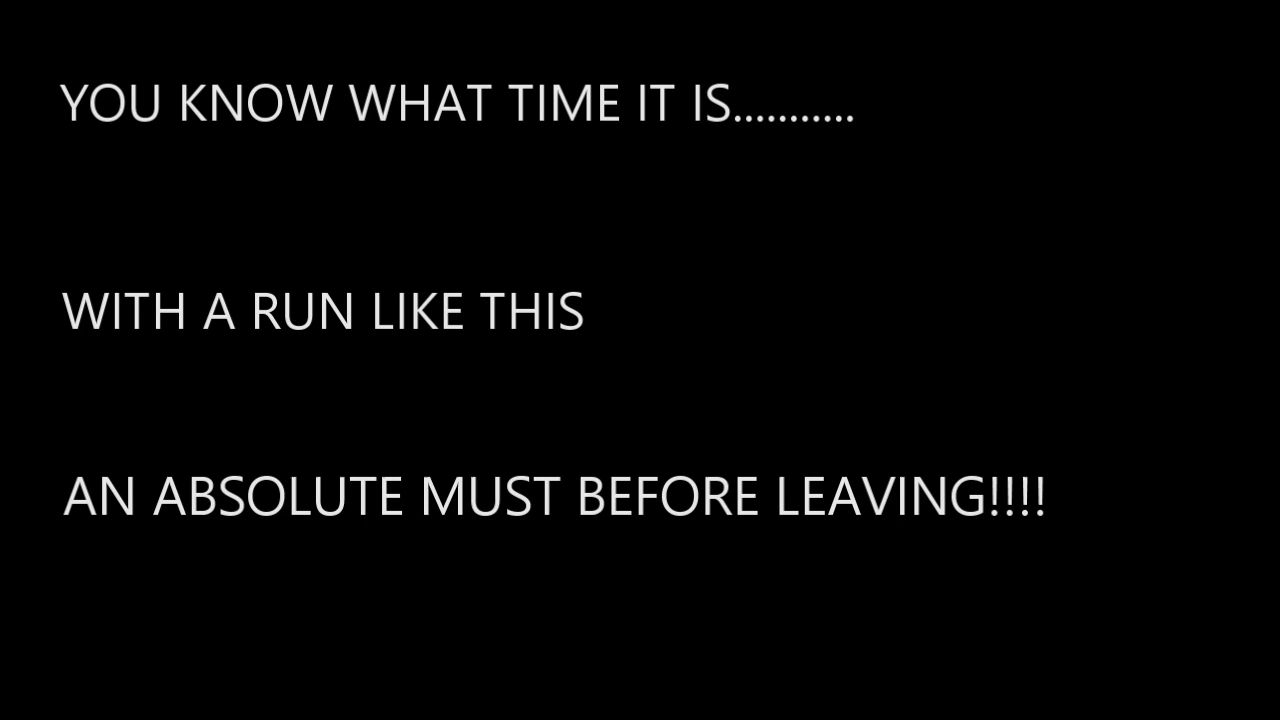 YOU KNOW WHAT TIME IT IS...........
WITH A RUN LIKE THIS
AN ABSOLUTE MUST BEFORE LEAVING!!!!